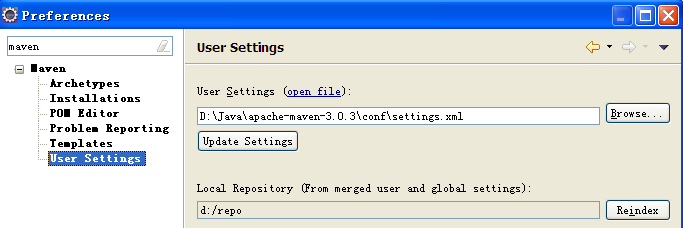 Preferences
maven
User Settings
Maven
Archetypes
Installations
POM Editor
Problem Reporting
Templates
User Settings
User Settings (open file):
D:\Java\apache-maven-3.0.3\conf\settings.xml
Browse...
Update Settings
Local Repository (From merged user and global settings):
d:/repo
Reindex